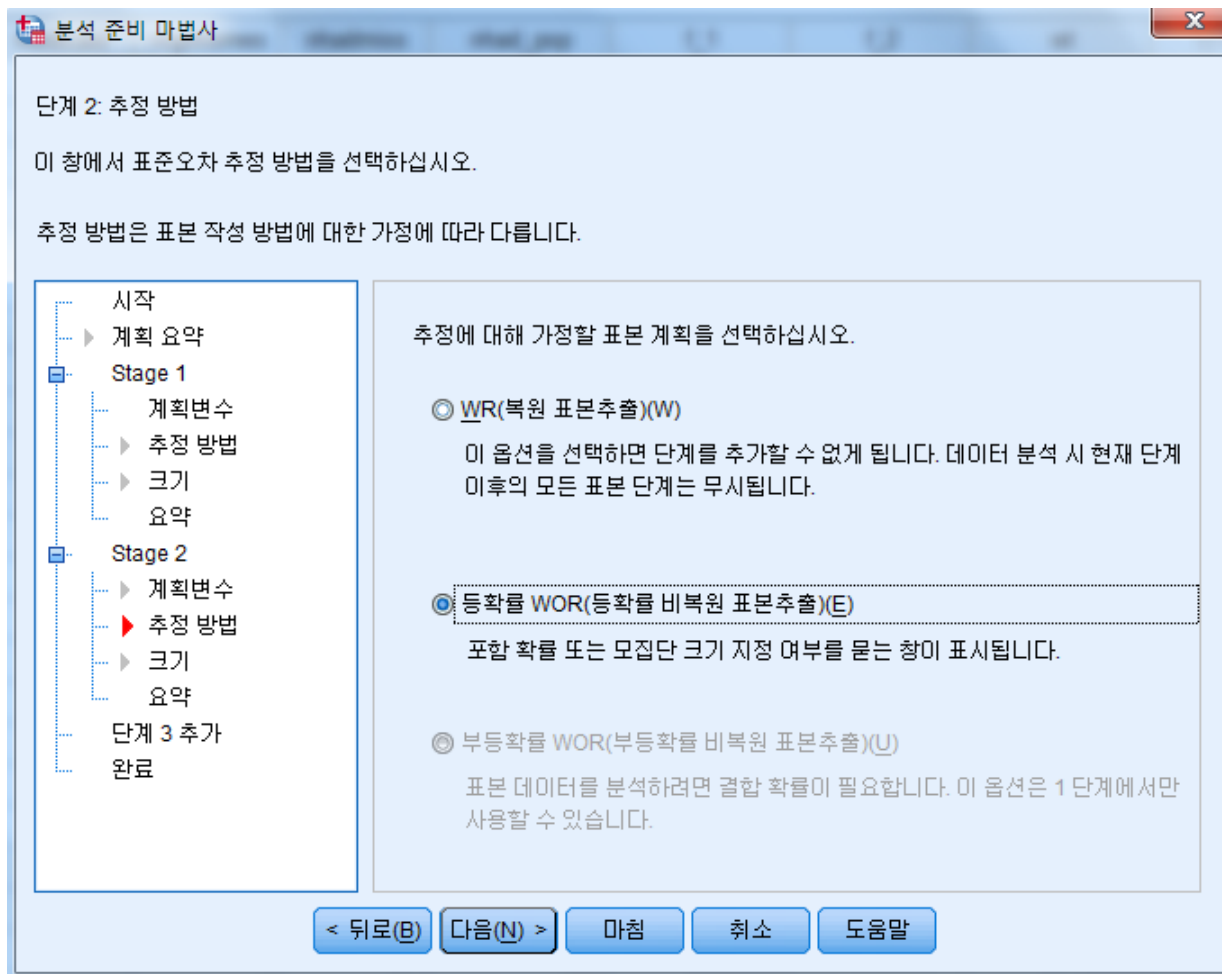 분석 준비 마법사
단계 2: 추정 방법
이 창에서 표준오차 추정 방법을 선택하십시오.
추정 방법은 표본 작성 방법에 대한 가정에 따라 다릅니다.
시작
계획 요약
Stage 1
계획변수
추정 방법
크기
요약
Stage 2
계획변수
추정 방법
크기
요약
단계 3 추가
완료
추정에 대해 가정할 표본 계획을 선택하십시오.
WR(복원 표본추출)(W)
이 옵션을 선택하면 단계를 추가할 수 없게 됩니다. 데이터 분석 시 현재 단계
이후의 모든 표본 단계는 무시됩니다.
등확률 WOR(등확률 비복원 표본추출)(E)
포함 확률 또는 모집단 크기 지정 여부를 묻는 창이 표시됩니다.
부등확률 WOR(부등확률 비복원 표본추출)(U)
표본 데이터를 분석하려면 결합 확률이 필요합니다. 이 옵션은 1 단계에서만
사용할 수 있습니다.
< 뒤로(B) 다음(N) > 마침 취소 도움말